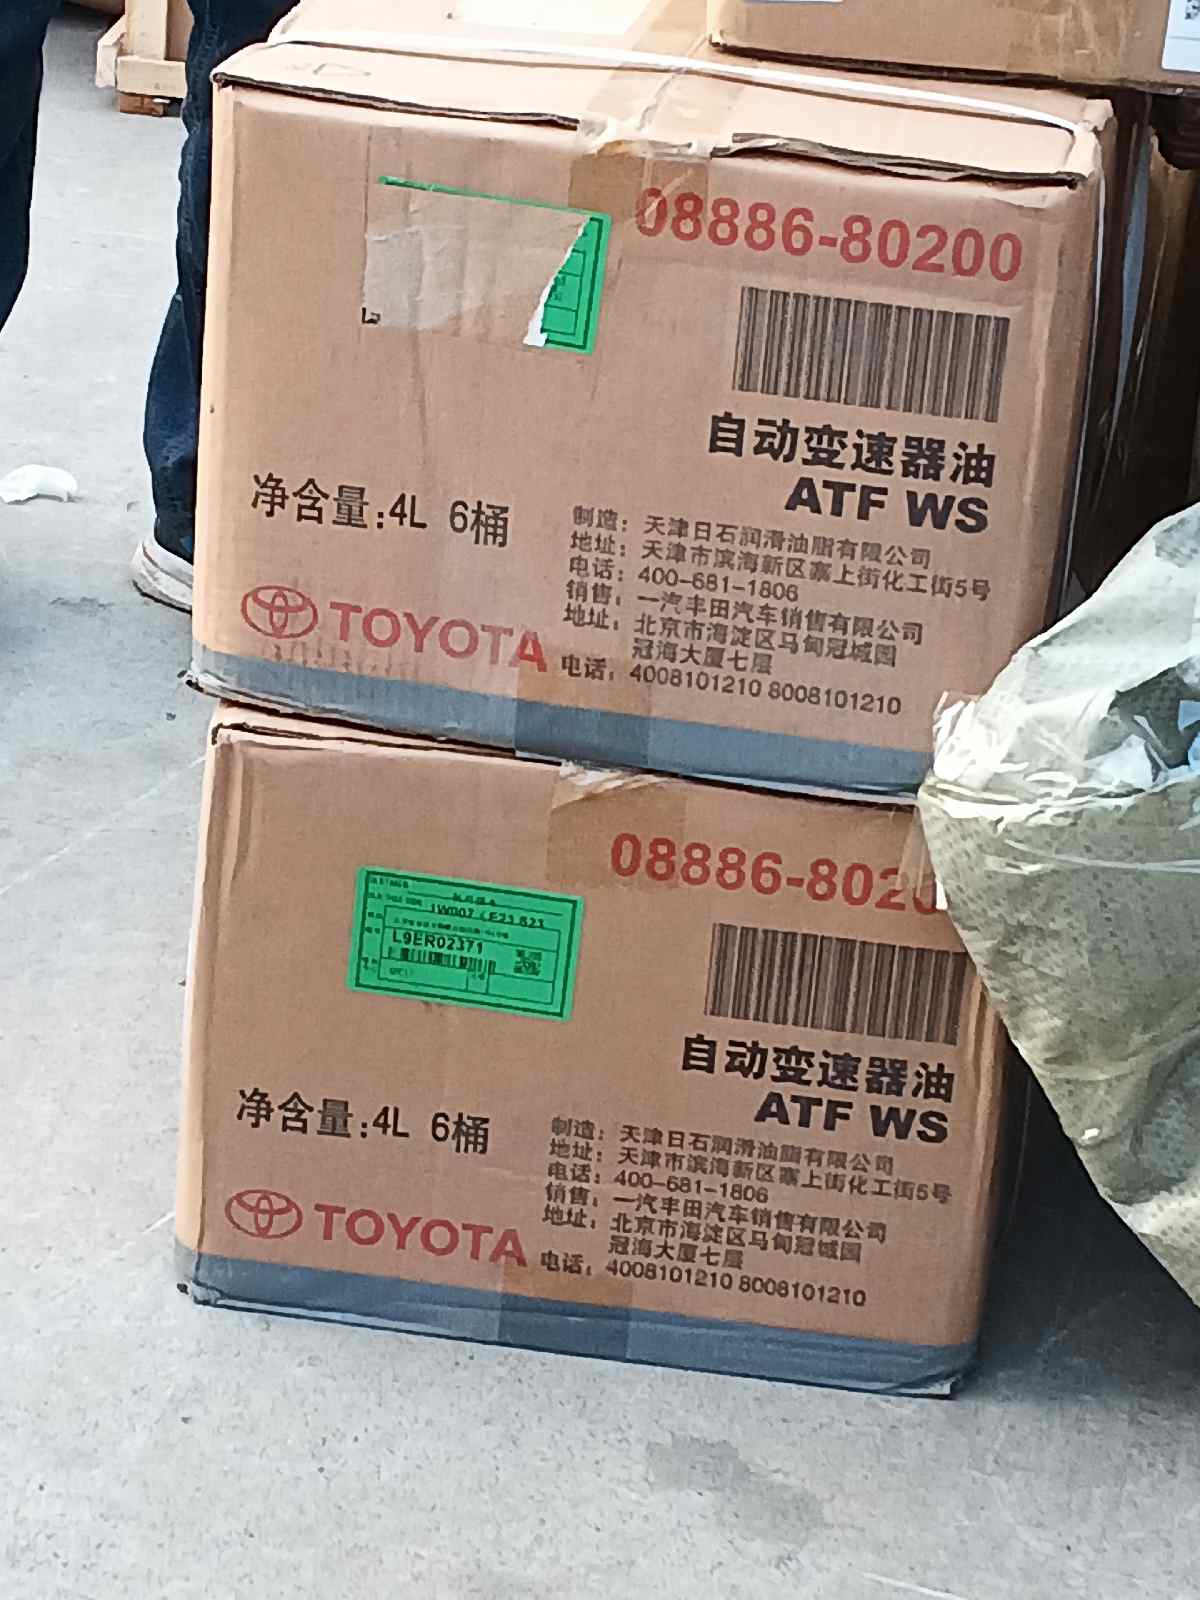 08886-80200
自动变速器油
ATF WS
净含量:4L 6桶
制造: 天津日石润滑油脂有限公司
地址: 天津市滨海新区寨上街化工街5号
电话: 400-681-1806
销售: 一汽丰田汽车销售有限公司
地址: 北京市海淀区马甸冠城园
冠海大厦七层
电话: 4008101210 8008101210
TOYOTA
08886-802
L9ER02371
自动变速器油
ATF WS
净含量:4L 6桶
制造: 天津日石润滑油脂有限公司
地址: 天津市滨海新区寨上街化工街5号
电话: 400-681-1806
销售: 一汽丰田汽车销售有限公司
地址: 北京市海淀区马甸冠城园
冠海大厦七层
电话: 4008101210 8008101210
TOYOTA